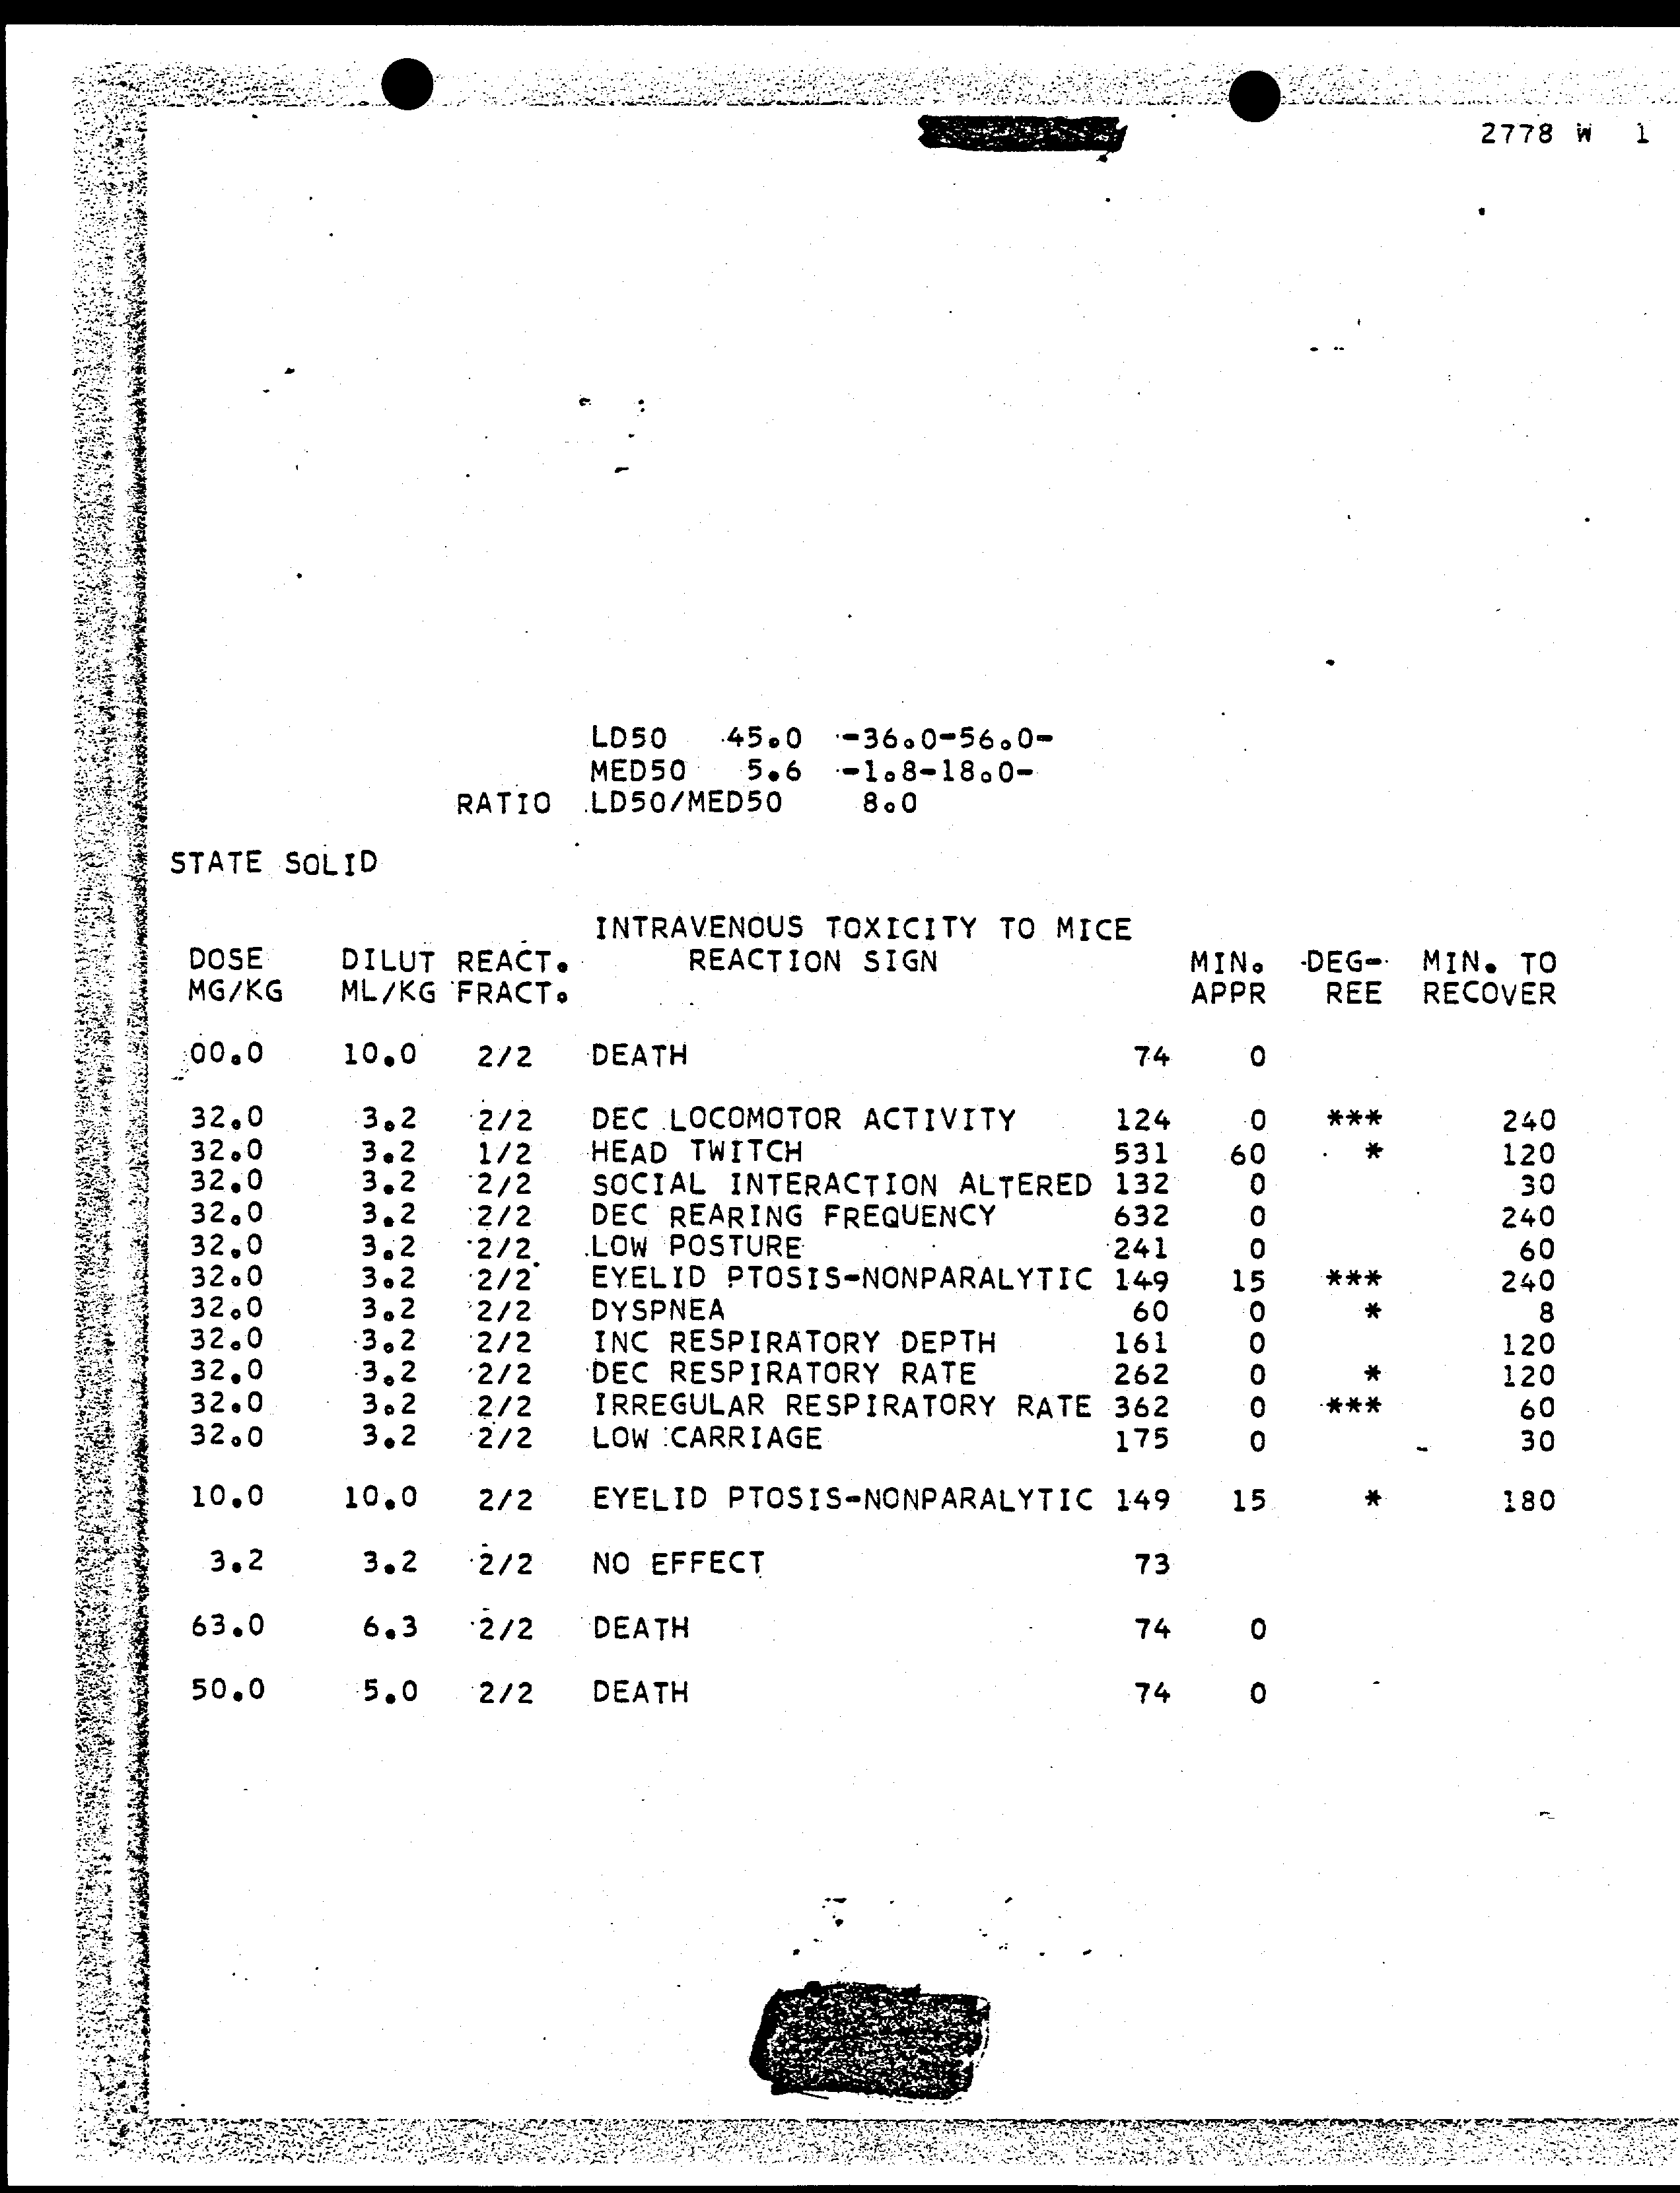 2778 W 1
LD50 45.0 -36.0-56.0-
MED50 5.6 -1.8-18.0-
RATIO LD50/MED50 8.0
STATE SOLID
INTRAVENOUS TOXICITY TO MICE
DOSE DILUT REACT. REACTION SIGN MIN. DEG- MIN. TO
MG/KG ML/KG FRACT. APPR REE RECOVER
00.0 10.0 2/2 DEATH 74 0
32.0 3.2 2/2 DEC LOCOMOTOR ACTIVITY 124 0 *** 240
32.0 3.2 1/2 HEAD TWITCH 531 60 * 120
32.0 3.2 2/2 SOCIAL INTERACTION ALTERED 132 0 30
32.0 3.2 2/2 DEC REARING FREQUENCY 632 0 240
32.0 3.2 2/2 LOW POSTURE 241 0 60
32.0 3.2 2/2 EYELID PTOSIS-NONPARALYTIC 149 15 *** 240
32.0 3.2 2/2 DYSPNEA 60 0 * 8
32.0 3.2 2/2 INC RESPIRATORY DEPTH 161 0 120
32.0 3.2 2/2 DEC RESPIRATORY RATE 262 0 * 120
32.0 3.2 2/2 IRREGULAR RESPIRATORY RATE 362 0 *** 60
32.0 3.2 2/2 LOW CARRIAGE 175 0 30
10.0 10.0 2/2 EYELID PTOSIS-NONPARALYTIC 149 15 * 180
3.2 3.2 2/2 NO EFFECT 73
63.0 6.3 2/2 DEATH 74 0
50.0 5.0 2/2 DEATH 74 0